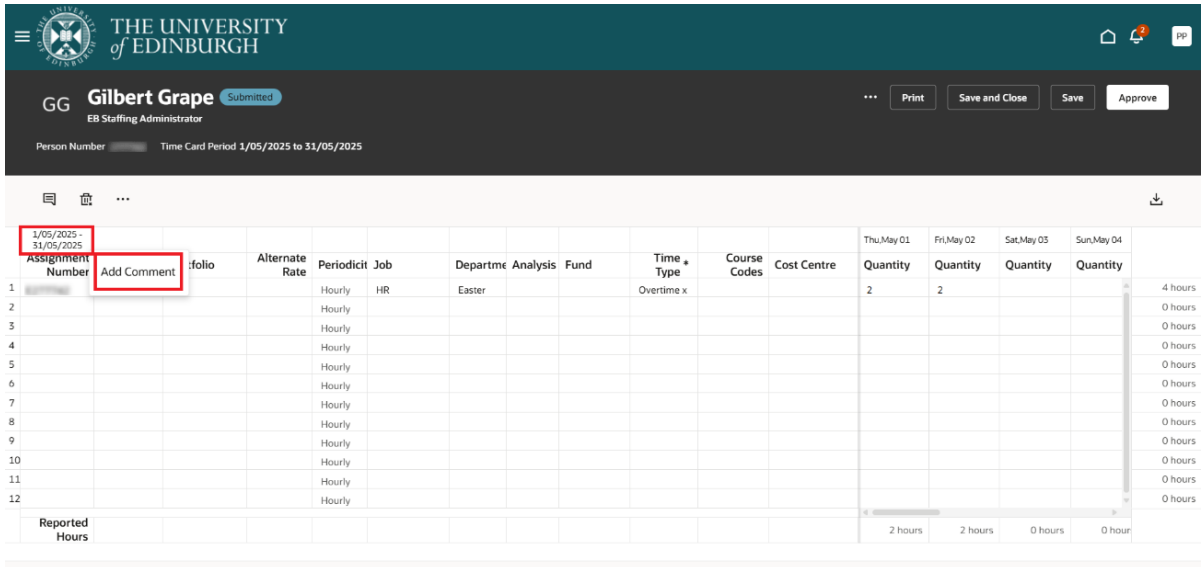 THE UNIVERSITY
of EDINBURGH
2
PP
GG
Gilbert Grape Submitted
EB Staffing Administrator
... Print Save and Close Save Approve
Person Number Time Card Period 1/05/2025 to 31/05/2025
...
1/05/2025 -
31/05/2025
Thu,May 01 Fri,May 02 Sat,May 03 Sun,May 04
Assignment
Number Add Comment tfolio Alternate
Rate Periodicit Job Departme Analysis Fund Time *
Type Course
Codes Cost Centre Quantity Quantity Quantity Quantity
1 Hourly HR Easter Overtime x 2 2 4 hours
2 Hourly 0 hours
3 Hourly 0 hours
4 Hourly 0 hours
5 Hourly 0 hours
6 Hourly 0 hours
7 Hourly 0 hours
8 Hourly 0 hours
9 Hourly 0 hours
10 Hourly 0 hours
11 Hourly 0 hours
12 Hourly 0 hours
Reported
Hours 2 hours 2 hours 0 hours 0 hour